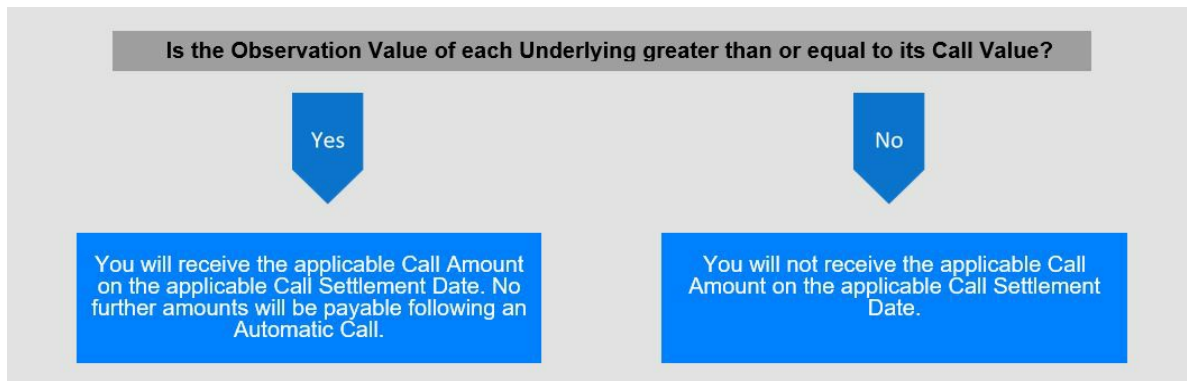 Is the Observation Value of each Underlying greater than or equal to its Call Value?
Yes
No
You will receive the applicable Call Amount
on the applicable Call Settlement Date. No
further amounts will be payable following an
Automatic Call.
You will not receive the applicable Call
Amount on the applicable Call Settlement
Date.